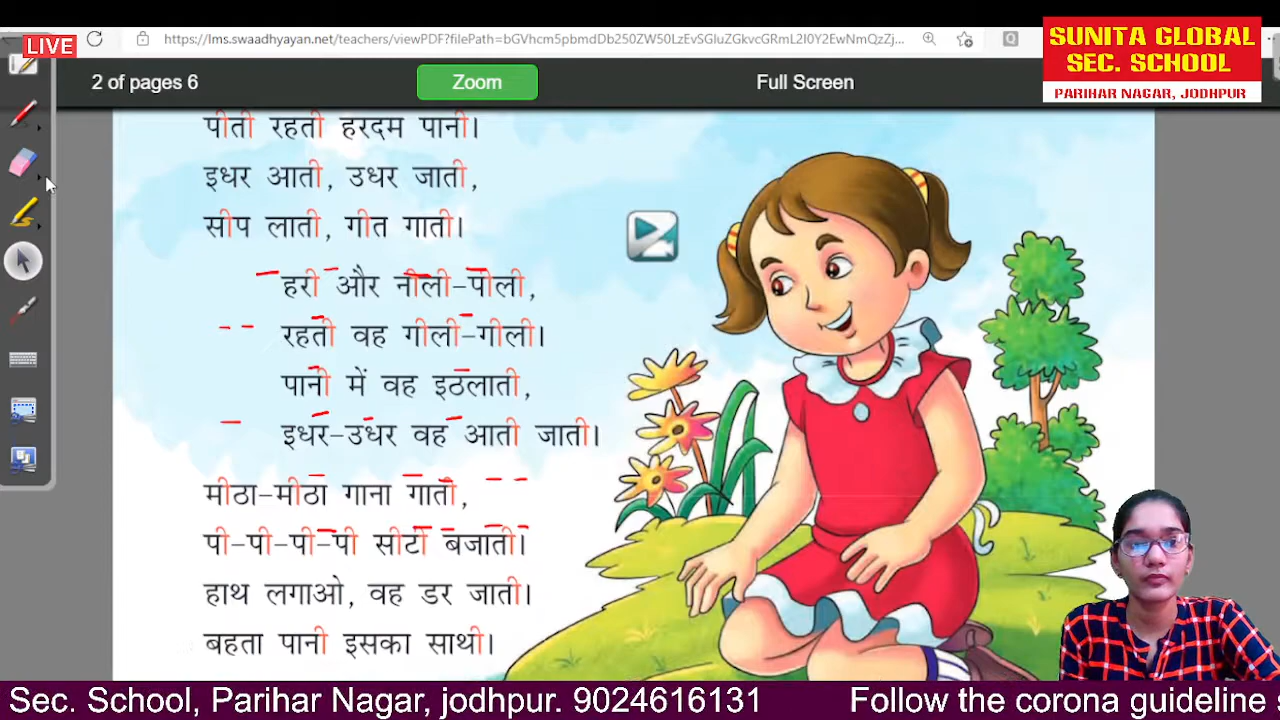 LIVE
https://lms.swaadhyayan.net/teachers/viewPDF?filePath=bGVhcm5pbmdDb250ZW50LzEvSGluZGkvcGRmL2I0Y2EwNmQzZj...
SUNITA GLOBAL
SEC. SCHOOL
PARIHAR NAGAR, JODHPUR
2 of pages 6
Zoom
Full Screen
पीती रहती हरदम पानी।
इधर आती, उधर जाती,
सीप लाती, गीत गाती।
हरी और नीली-पीली,
रहती वह गीली-गीली।
पानी में वह इठलाती,
इधर-उधर वह आती जाती।
मीठा-मीठा गाना गाती,
पी-पी-पी-पी सीटी बजाती।
हाथ लगाओ, वह डर जाती।
बहता पानी इसका साथी।
Sec. School, Parihar Nagar, jodhpur. 9024616131 Follow the corona guideline